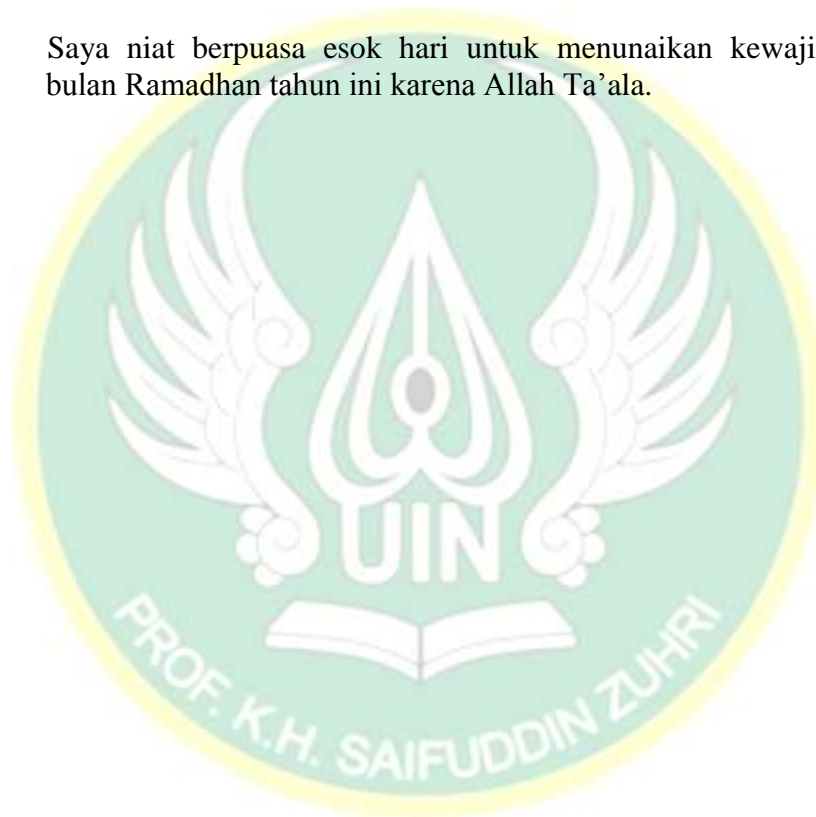 Saya niat berpuasa esok hari untuk menunaikan kewaji
bulan Ramadhan tahun ini karena Allah Ta’ala.
UIN
PROF. K.H. SAIFUDDIN ZUHRI